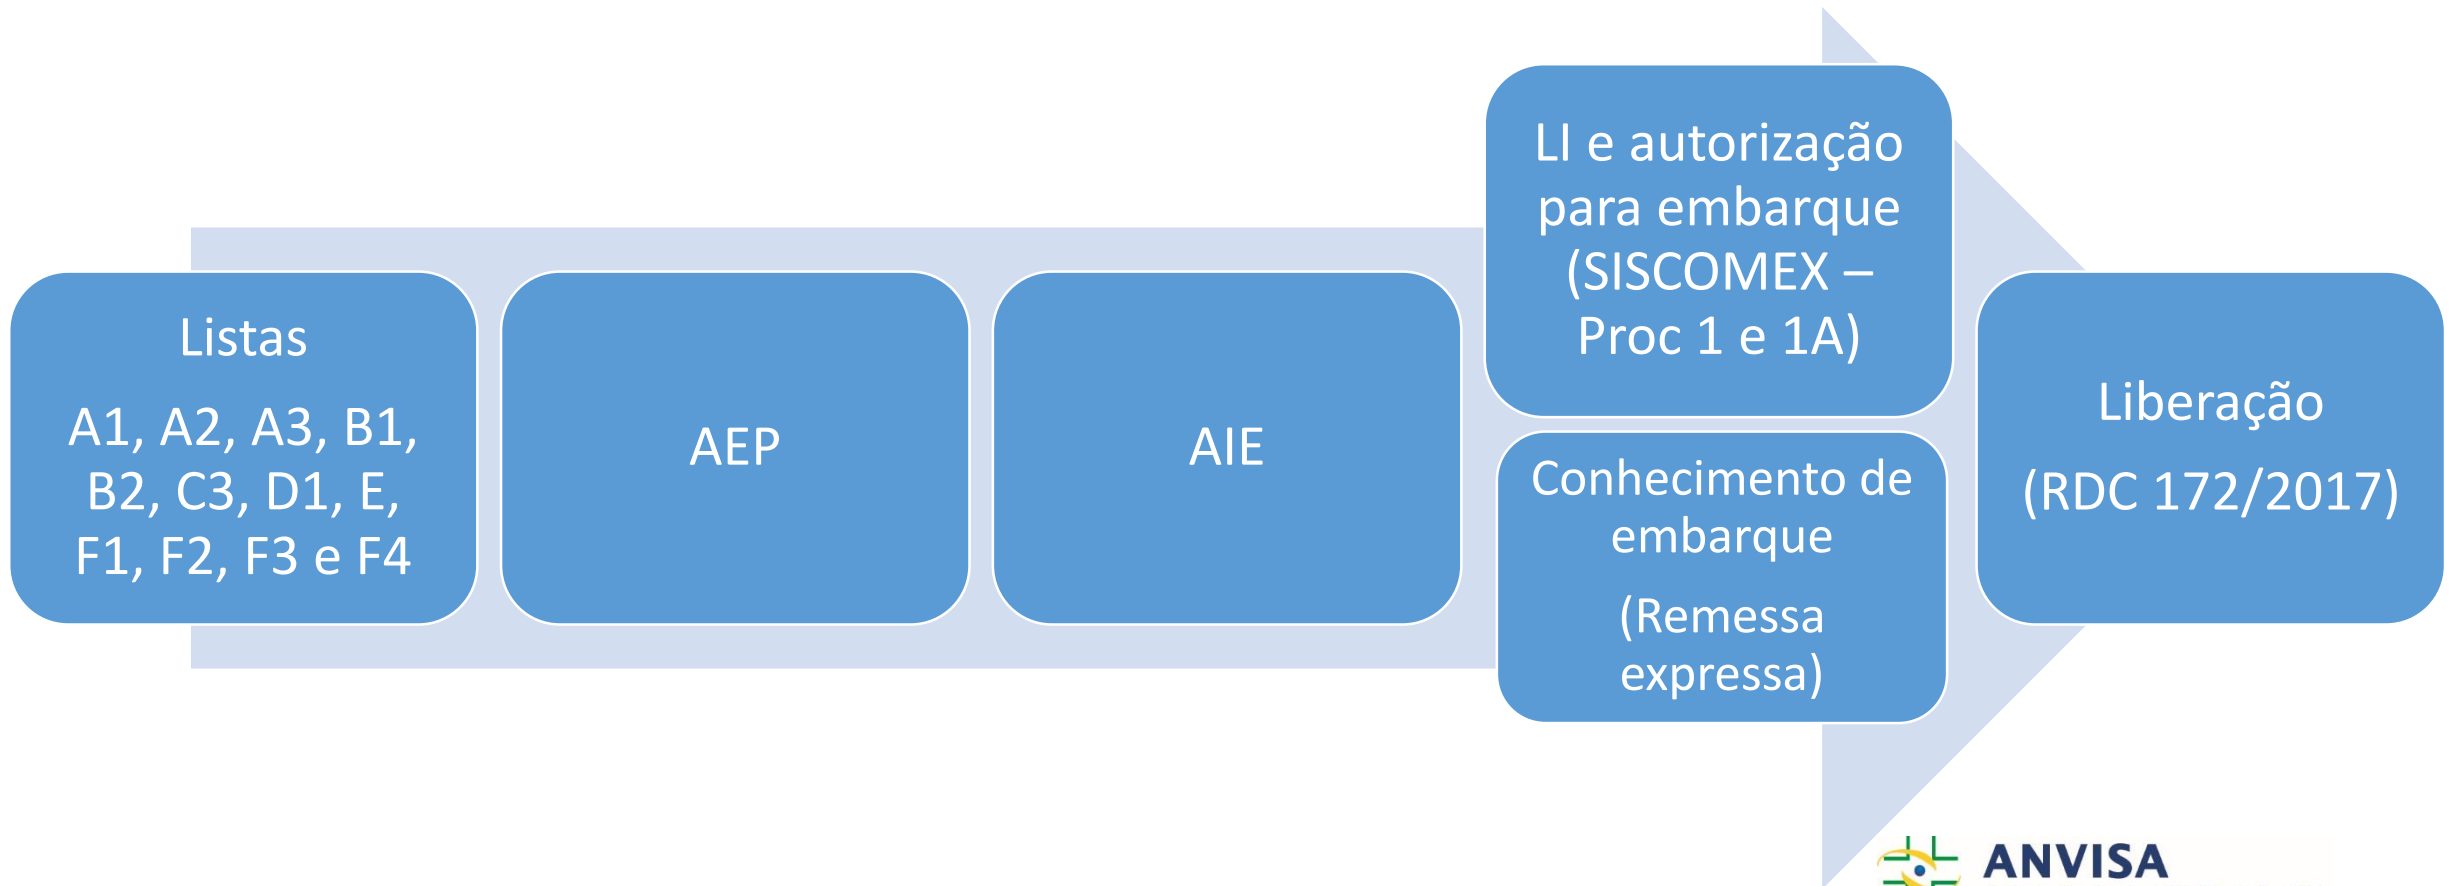 Listas
A1, A2, A3, B1,
B2, C3, D1, E,
F1, F2, F3 e F4
AEP
AIE
LI e autorização
para embarque
(SISCOMEX –
Proc 1 e 1A)
Conhecimento de
embarque
(Remessa
expressa)
Liberação
(RDC 172/2017)
ANVISA